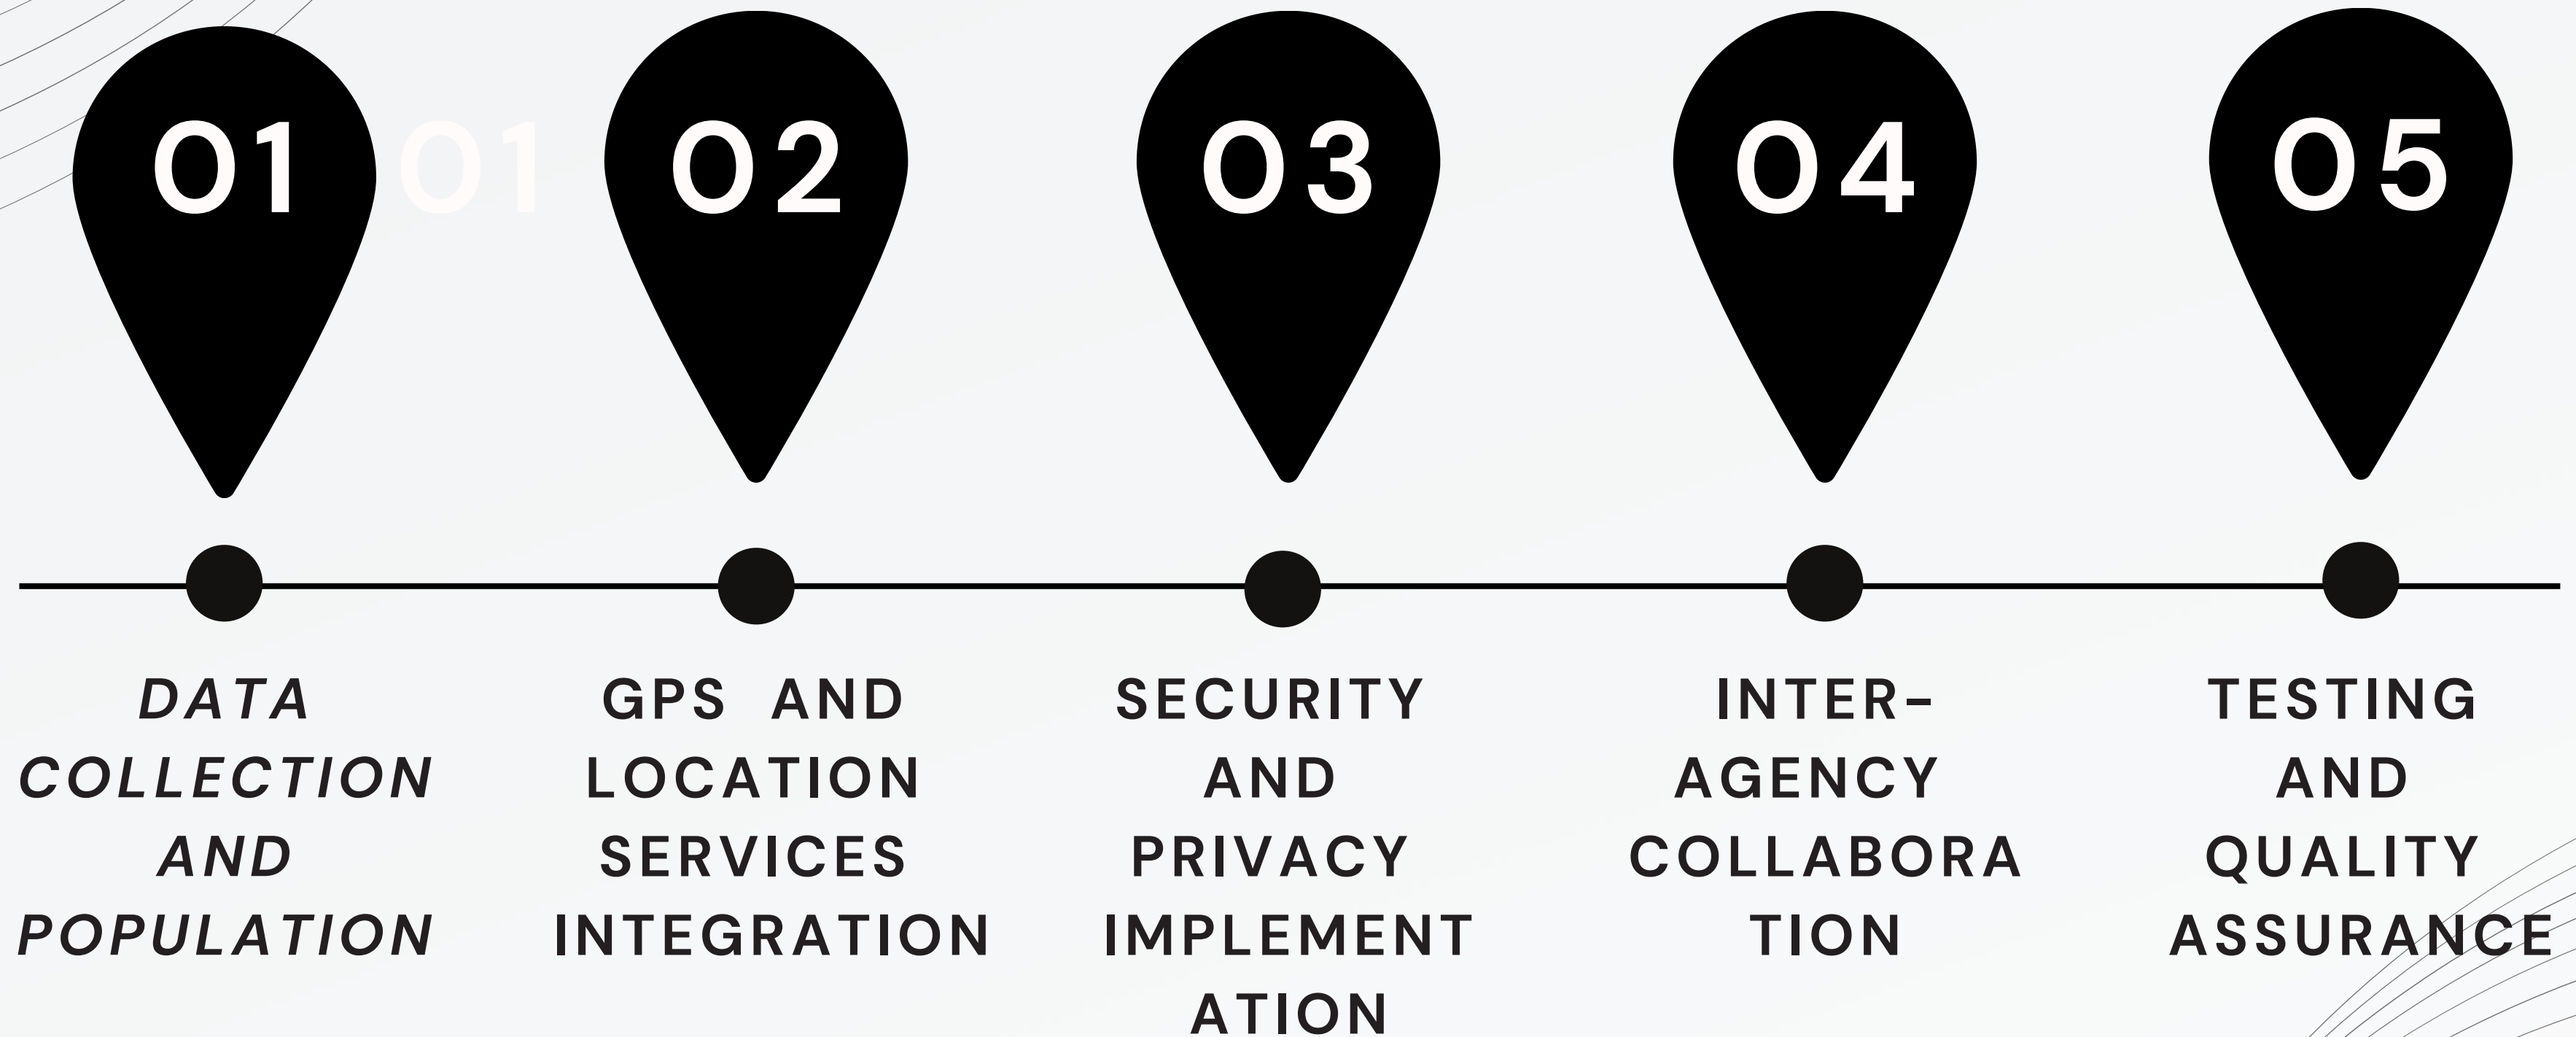 01
01
02
03
04
05
DATA
COLLECTION
AND
POPULATION
GPS AND
LOCATION
SERVICES
INTEGRATION
SECURITY
AND
PRIVACY
IMPLEMENT
ATION
INTER-
AGENCY
COLLABORA
TION
TESTING
AND
QUALITY
ASSURANCE